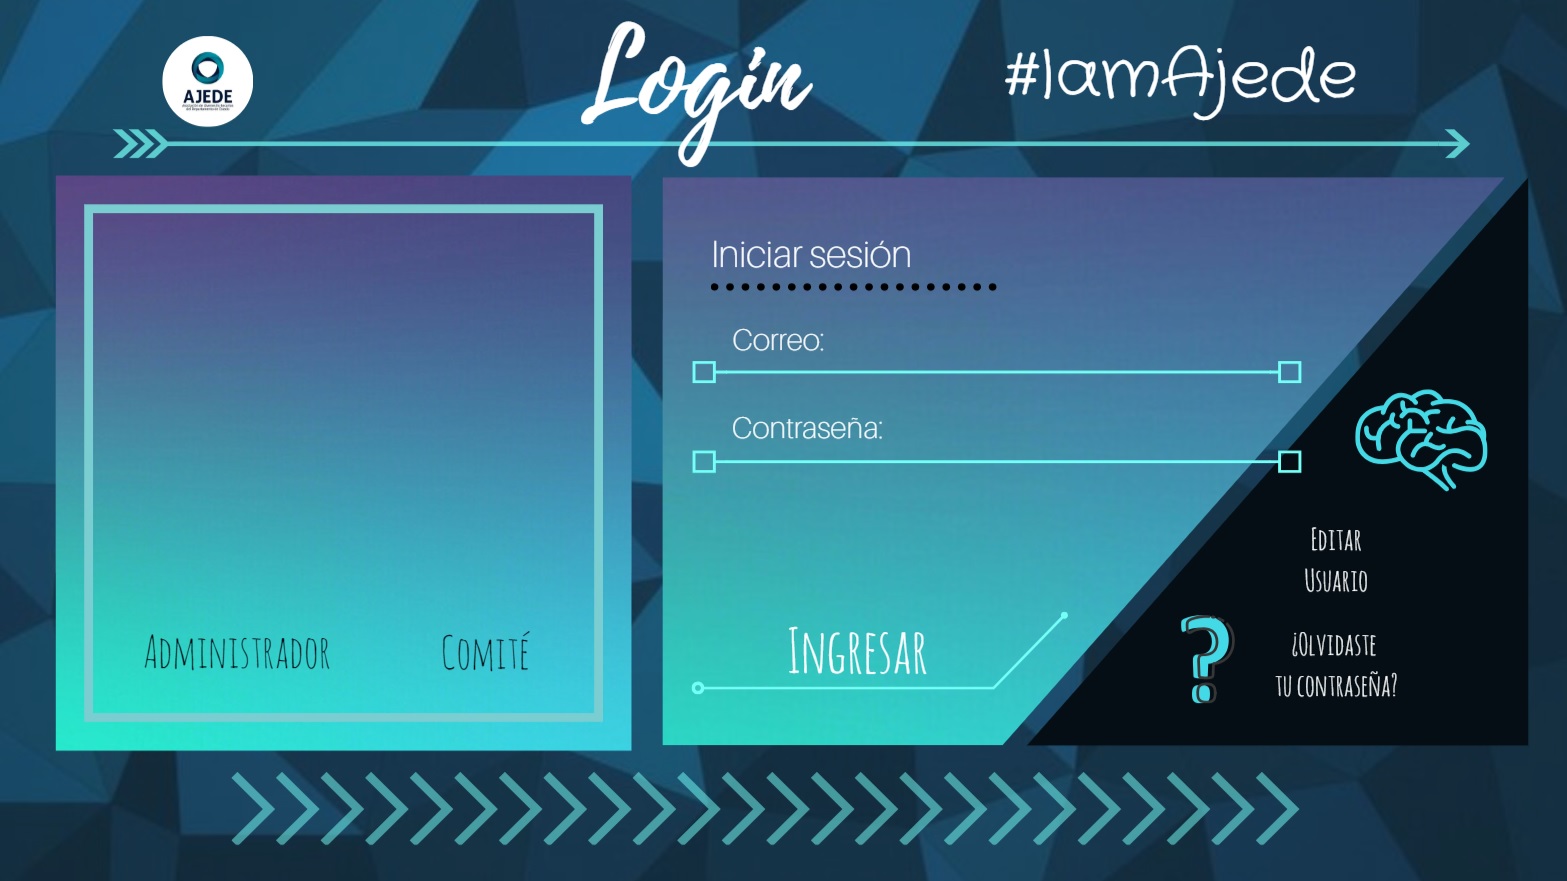 AJEDE
Login
#IamAjede
Iniciar sesión
Correo:
Contraseña:
Ingresar
Administrador
Comité
Editar
Usuario
¿Olvidaste
tu contraseña?
?